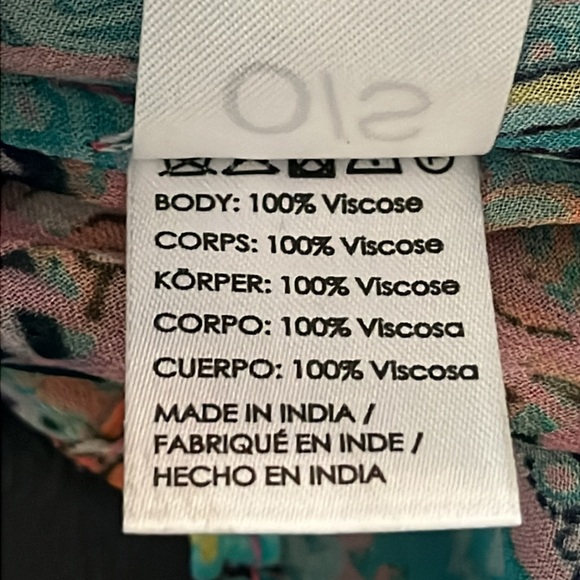 O/S
BODY: 100% Viscose
CORPS: 100% Viscose
KÖRPER: 100% Viscose
CORPO: 100% Viscosa
CUERPO: 100% Viscosa
MADE IN INDIA /
FABRIQUÉ EN INDE /
HECHO EN INDIA